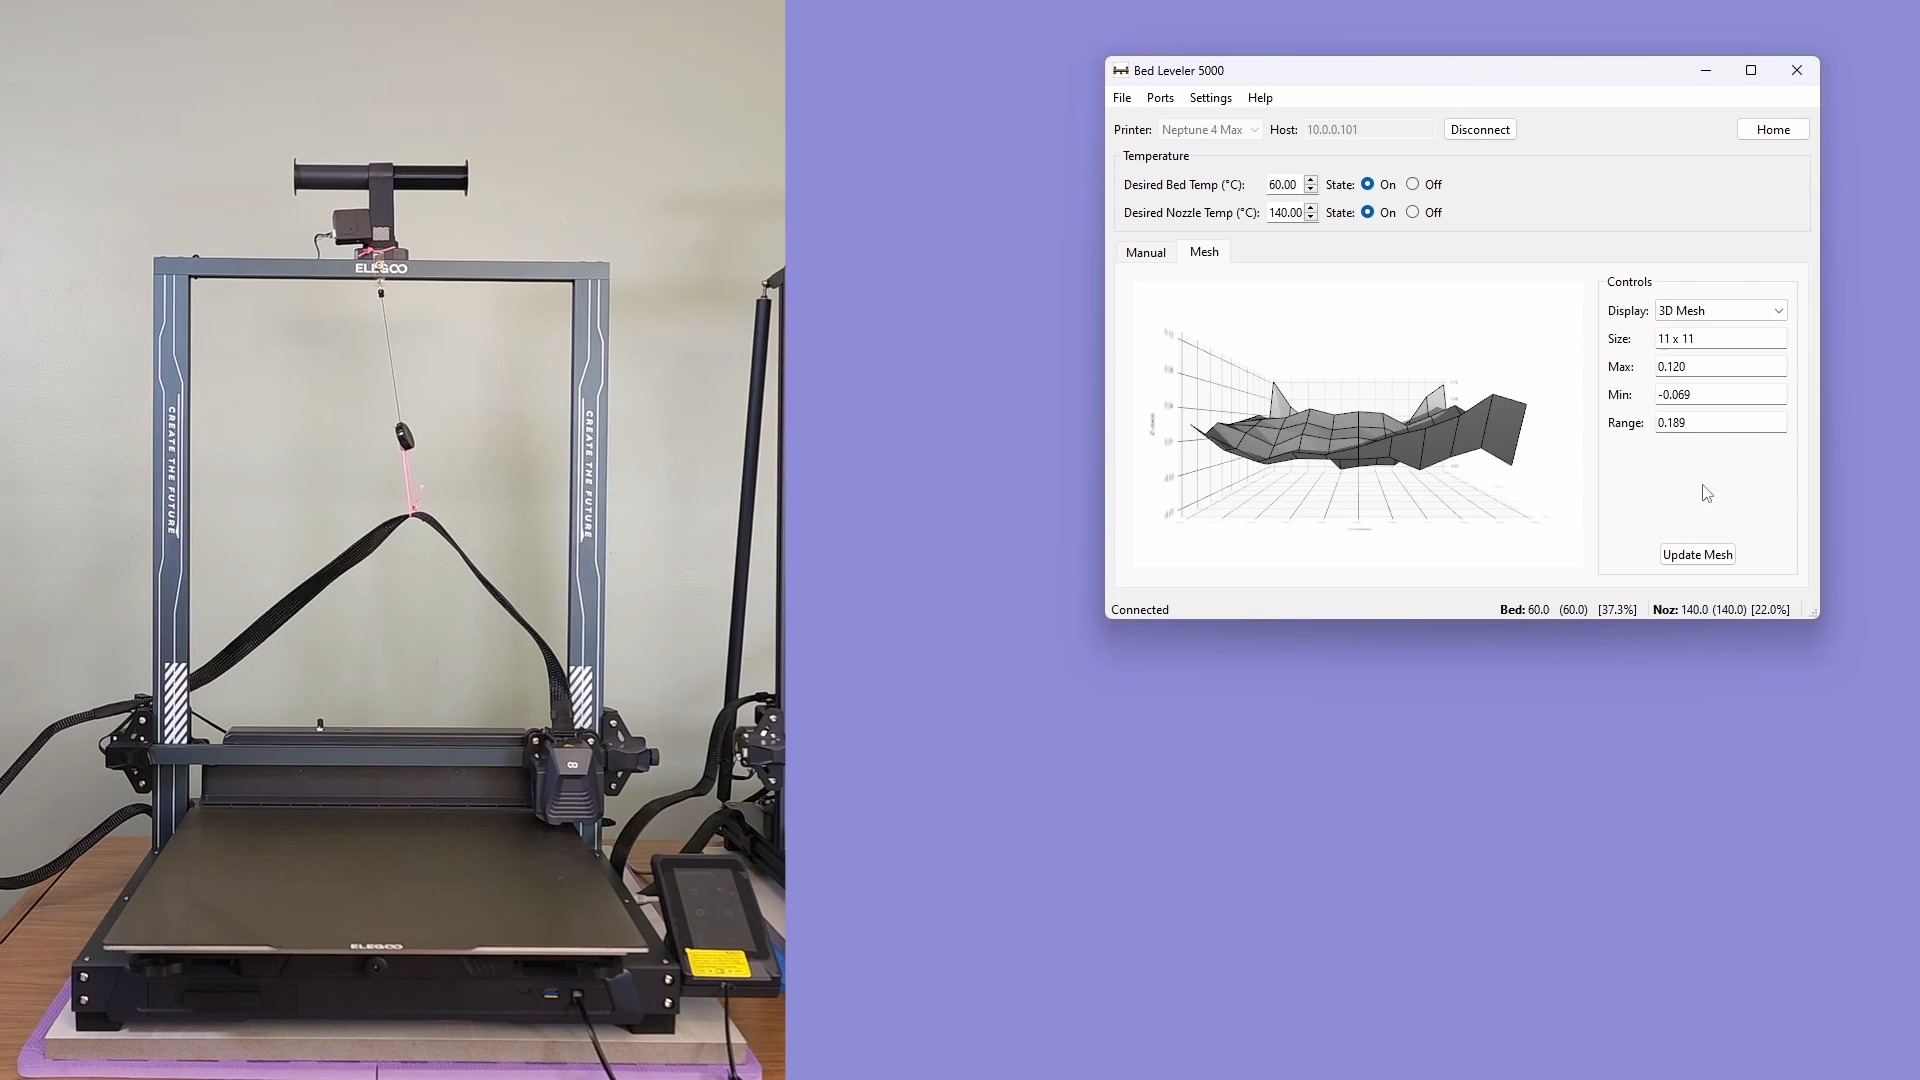 ELEGOO
CREATE THE FUTURE
CREATE THE FUTURE
ELEGOO
Bed Leveler 5000
File Ports Settings Help
Printer: Neptune 4 Max Host: 10.0.0.101 Disconnect Home
Temperature
Desired Bed Temp (°C): 60.00 State: On Off
Desired Nozzle Temp (°C): 140.00 State: On Off
Manual Mesh
Controls
Display: 3D Mesh
Size: 11 x 11
Max: 0.120
Min: -0.069
Range: 0.189
Update Mesh
Connected Bed: 60.0 (60.0) [37.3%] Noz: 140.0 (140.0) [22.0%]